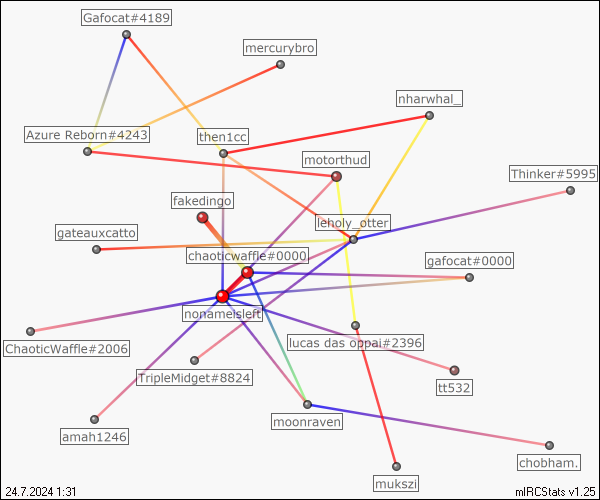 Gafocat#4189
mercurybro
nharwhal_
Azure Reborn#4243
then1cc
motorthud
Thinker#5995
fakedingo
leholy_otter
gateauxcatto
chaoticwaffle#0000
gafocat#0000
nonameisleft
lucas das oppai#2396
ChaoticWaffle#2006
TripleMidget#8824
tt532
moonraven
amah1246
chobham.
mukszi
24.7.2024 1:31
mIRCStats v1.25